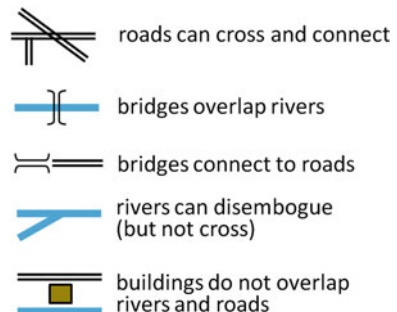 roads can cross and connect
bridges overlap rivers
bridges connect to roads
rivers can disembogue
(but not cross)
buildings do not overlap
rivers and roads